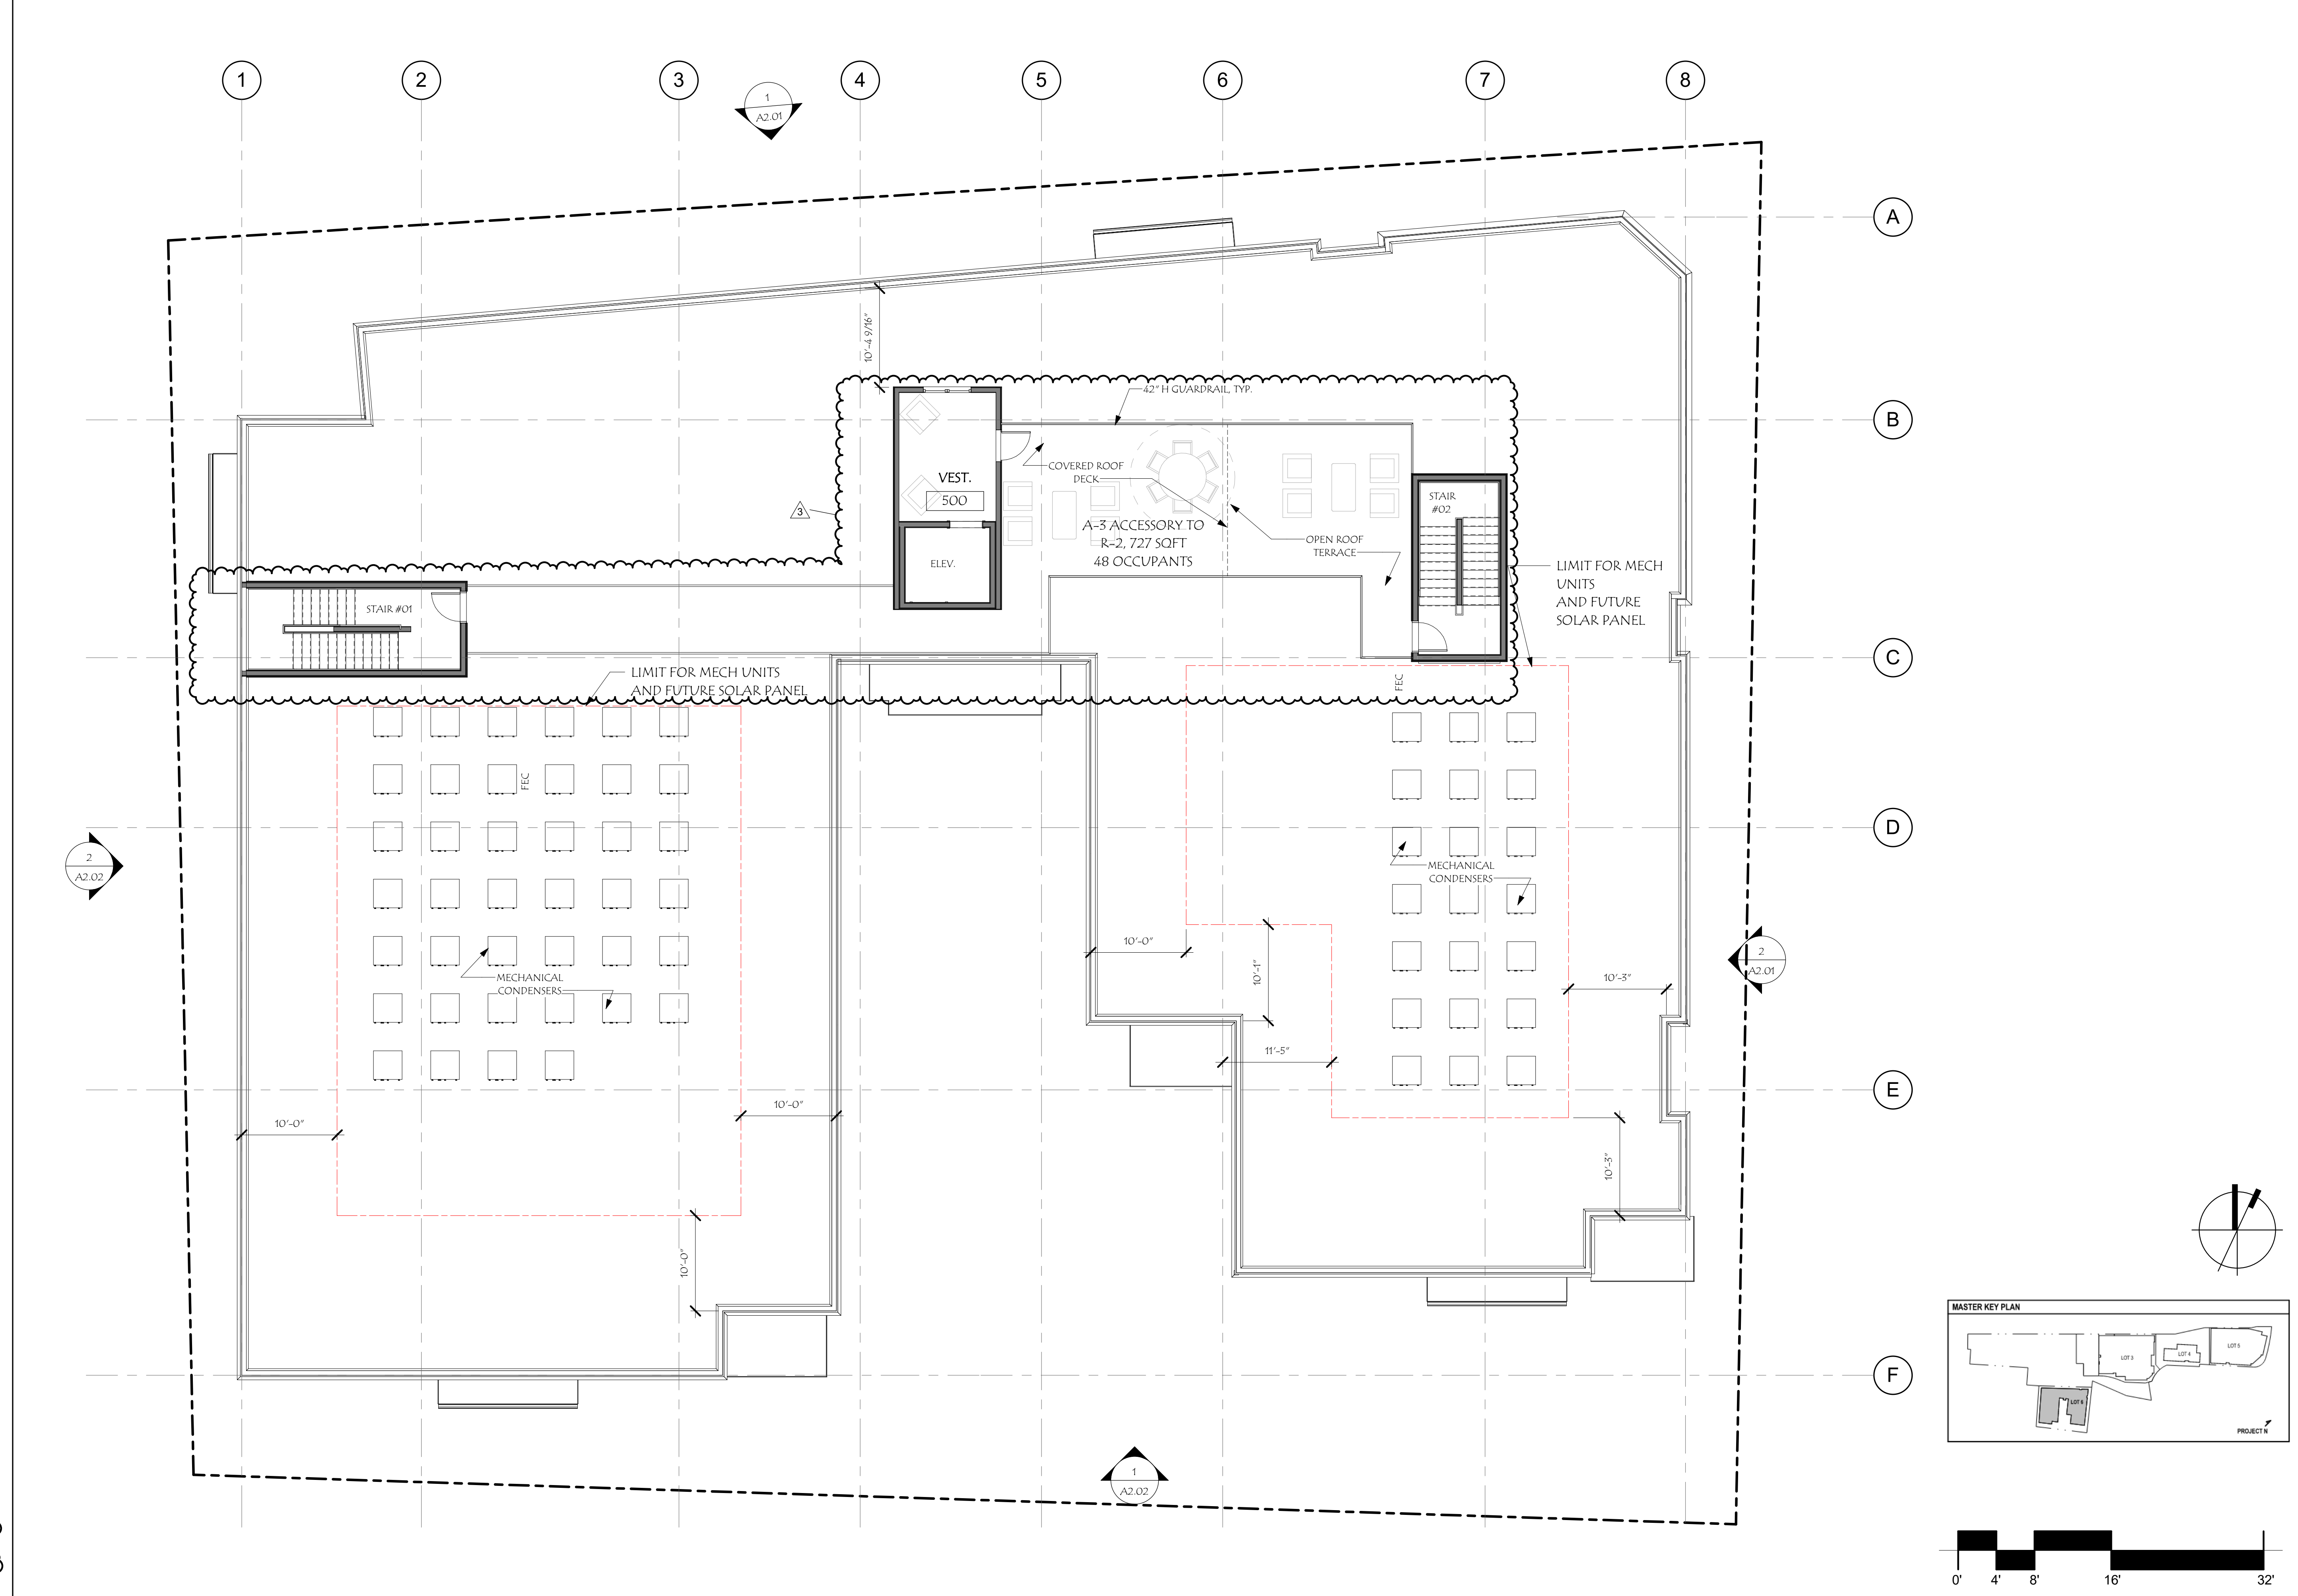 1 2 3 4 5 6 7 8
1
A2.01
A
10'-4 9/16"
42" H GUARDRAIL, TYP.
B
COVERED ROOF
DECK
VEST.
500
STAIR
#02
3
A-3 ACCESSORY TO
R-2, 727 SQFT
48 OCCUPANTS
OPEN ROOF
TERRACE
ELEV.
LIMIT FOR MECH
UNITS
AND FUTURE
SOLAR PANEL
STAIR #01
C
LIMIT FOR MECH UNITS
AND FUTURE SOLAR PANEL
FEC
FEC
D
2
A2.02
MECHANICAL
CONDENSERS
10'-0"
2
A2.01
10'-1"
10'-3"
MECHANICAL
CONDENSERS
11'-5"
E
10'-0"
10'-0"
10'-3"
10'-0"
MASTER KEY PLAN
LOT 3
LOT 4
LOT 5
LOT 6
PROJECT N
F
1
A2.02
0' 4' 8' 16' 32'